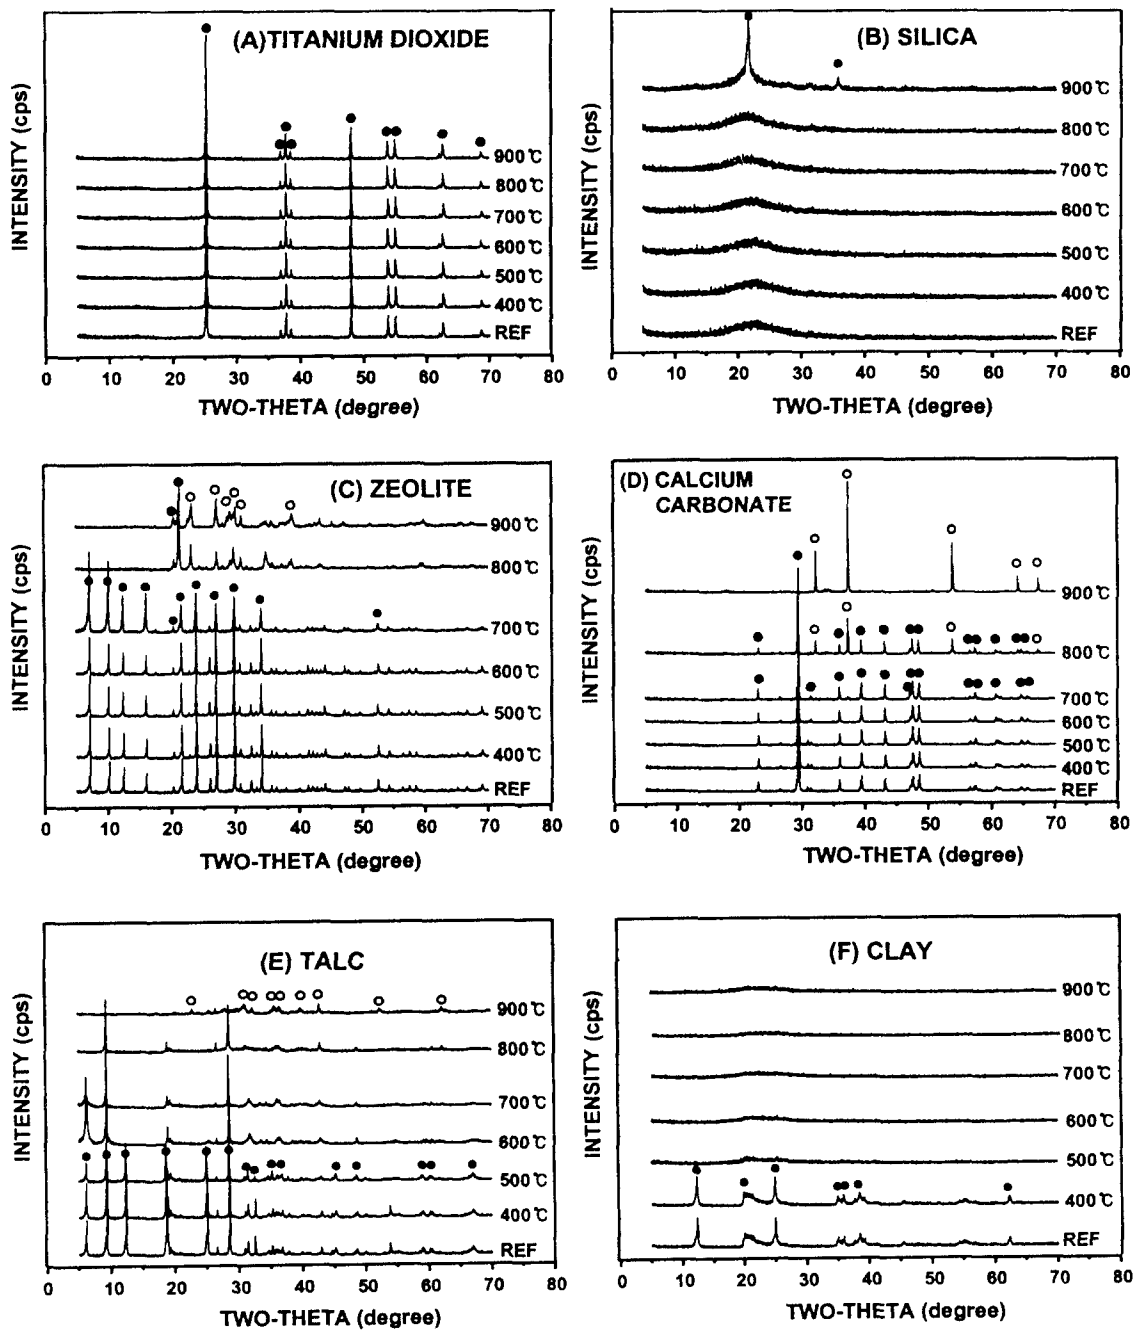 (A)TITANIUM DIOXIDE
INTENSITY (cps)
900℃
800℃
700℃
600℃
500℃
400℃
REF
0 10 20 30 40 50 60 70 80
TWO-THETA (degree)
(B) SILICA
INTENSITY (cps)
900℃
800℃
700℃
600℃
500℃
400℃
REF
0 10 20 30 40 50 60 70 80
TWO-THETA (degree)
(C) ZEOLITE
INTENSITY (cps)
900℃
800℃
700℃
600℃
500℃
400℃
REF
0 10 20 30 40 50 60 70 80
TWO-THETA (degree)
(D) CALCIUM
CARBONATE
INTENSITY (cps)
900℃
800℃
700℃
600℃
500℃
400℃
REF
0 10 20 30 40 50 60 70 80
TWO-THETA (degree)
(E) TALC
INTENSITY (cps)
900℃
800℃
700℃
600℃
500℃
400℃
REF
0 10 20 30 40 50 60 70 80
TWO-THETA (degree)
(F) CLAY
INTENSITY (cps)
900℃
800℃
700℃
600℃
500℃
400℃
REF
0 10 20 30 40 50 60 70 80
TWO-THETA (degree)